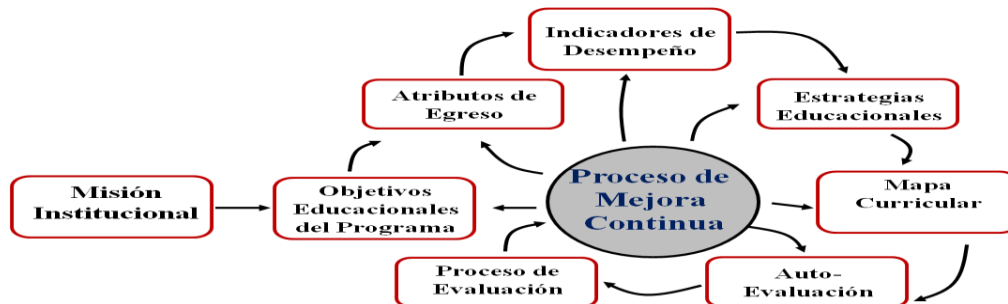 Indicadores de
Desempeño
Atributos de
Egreso
Estrategias
Educacionales
Misión
Institucional
Objetivos
Educacionales
del Programa
Proceso de
Mejora
Continua
Mapa
Curricular
Proceso de
Evaluación
Auto-
Evaluación